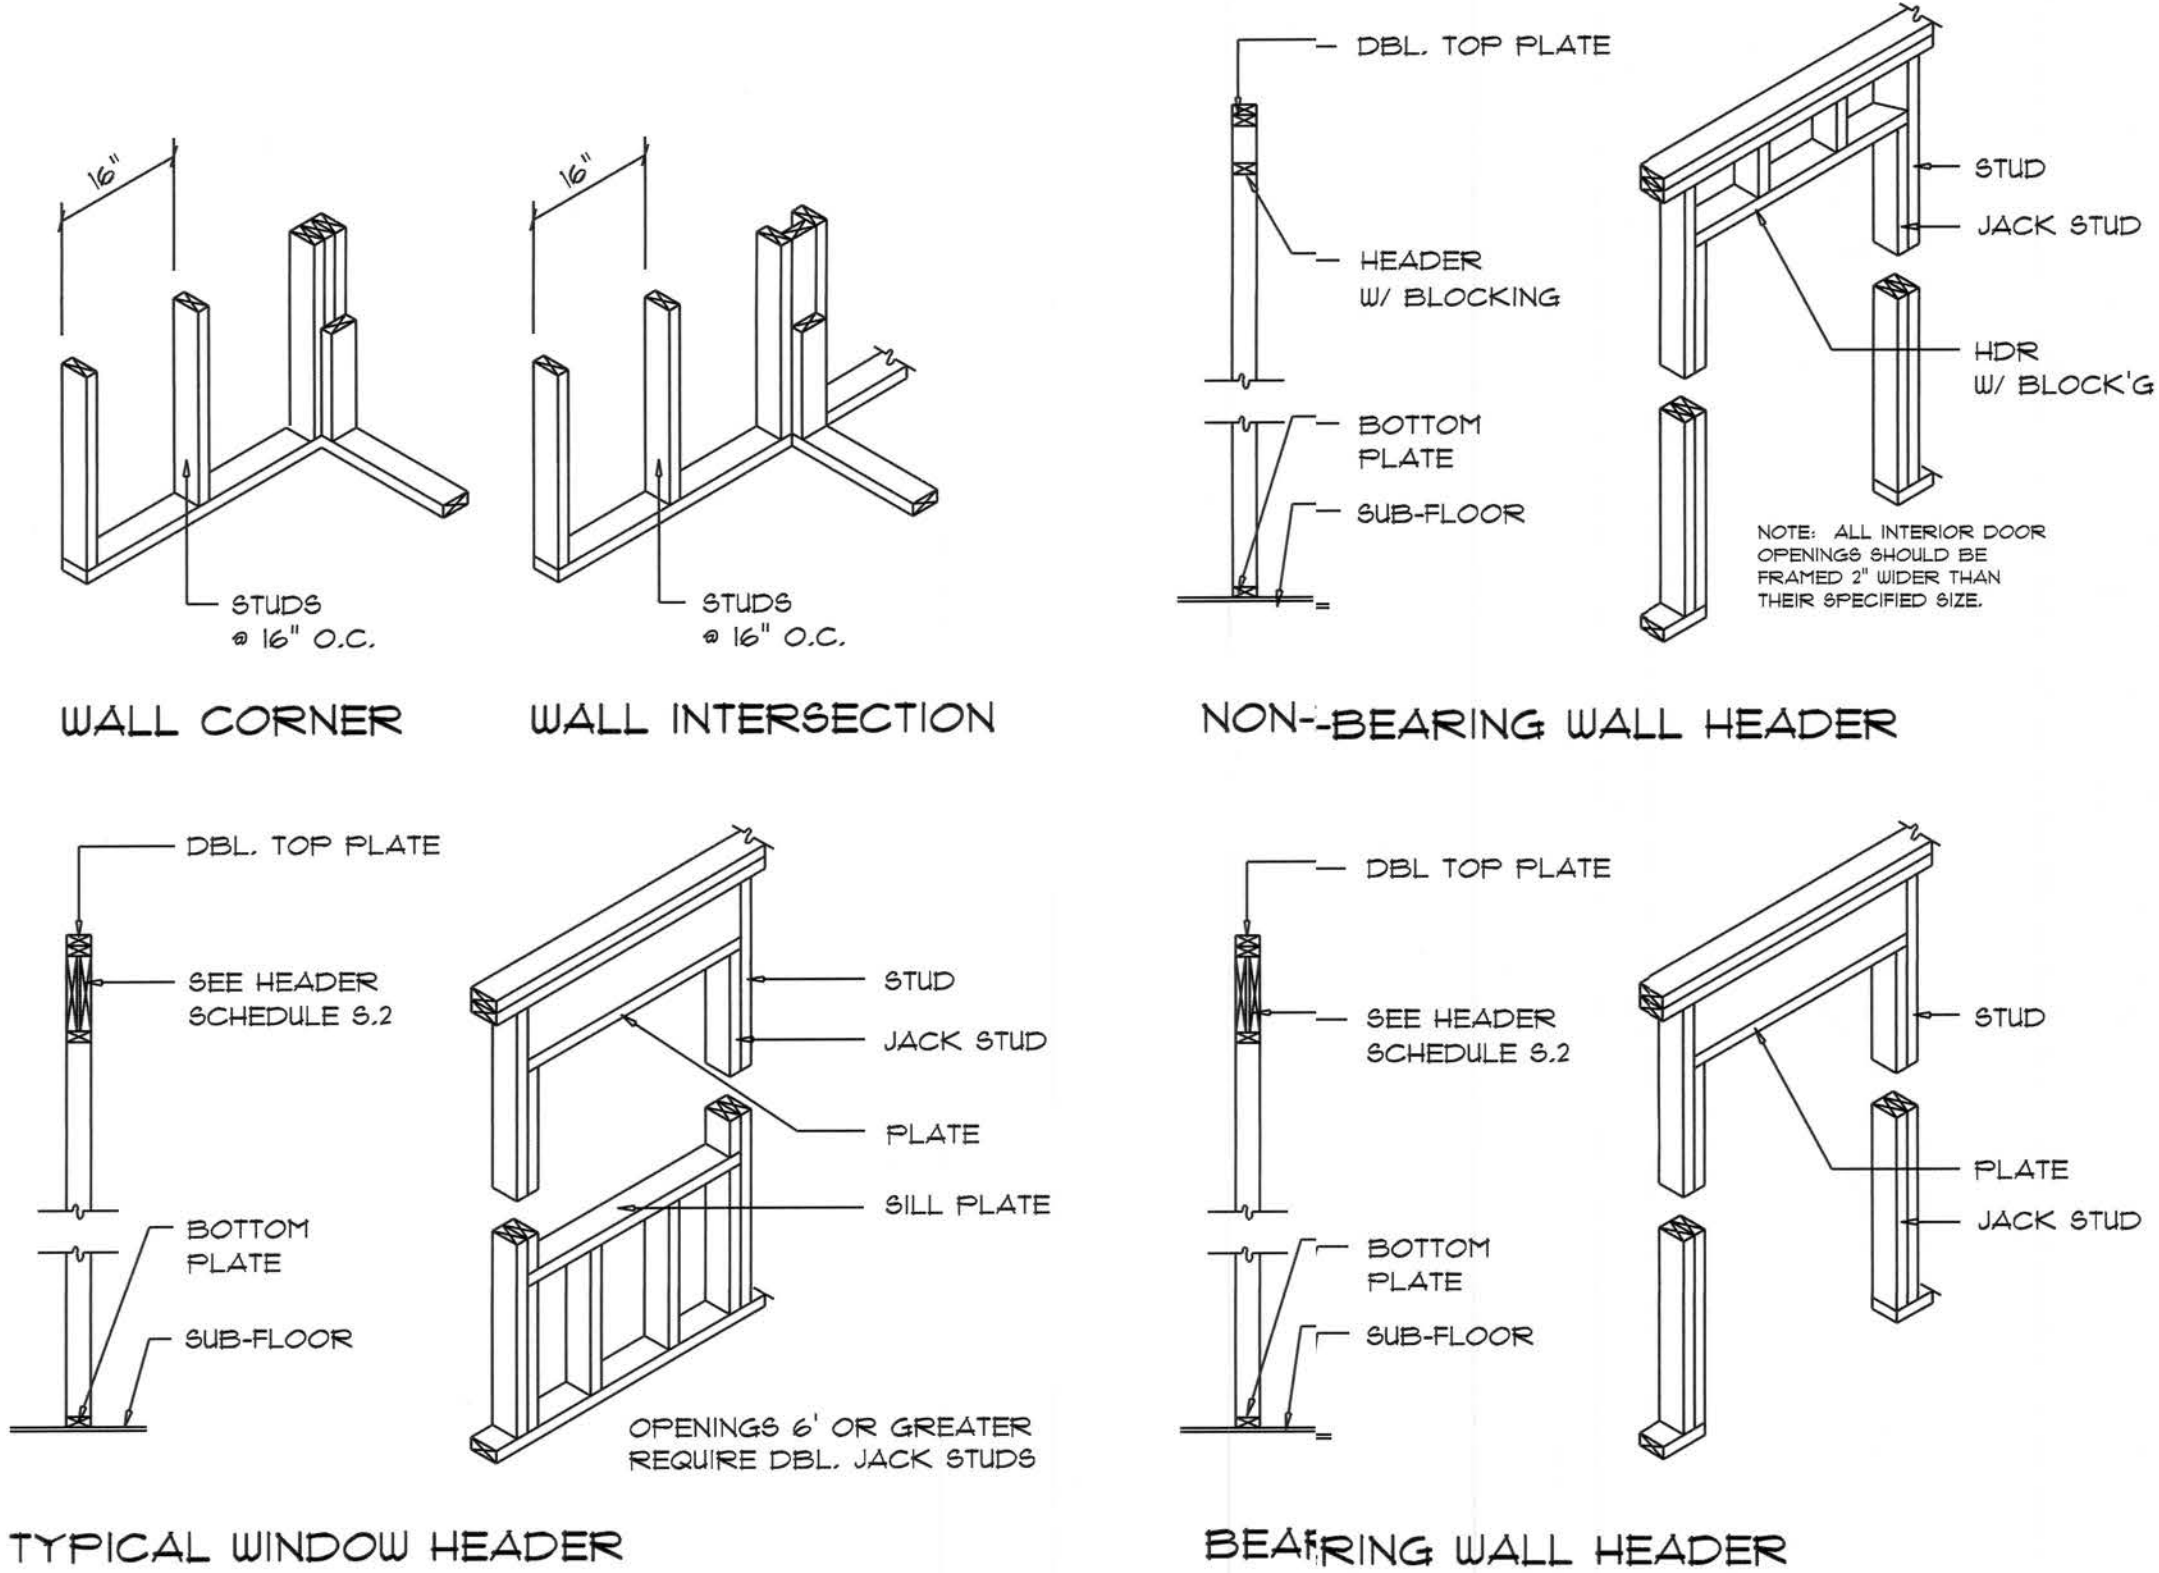 16"
STUDS
@ 16" O.C.
WALL CORNER
16"
STUDS
@ 16" O.C.
WALL INTERSECTION
DBL. TOP PLATE
HEADER
W/ BLOCKING
BOTTOM
PLATE
SUB-FLOOR
STUD
JACK STUD
HDR
W/ BLOCK'G
NOTE: ALL INTERIOR DOOR
OPENINGS SHOULD BE
FRAMED 2" WIDER THAN
THEIR SPECIFIED SIZE.
NON--BEARING WALL HEADER
DBL. TOP PLATE
SEE HEADER
SCHEDULE S.2
BOTTOM
PLATE
SUB-FLOOR
STUD
JACK STUD
PLATE
SILL PLATE
OPENINGS 6' OR GREATER
REQUIRE DBL. JACK STUDS
TYPICAL WINDOW HEADER
DBL TOP PLATE
SEE HEADER
SCHEDULE S.2
BOTTOM
PLATE
SUB-FLOOR
STUD
PLATE
JACK STUD
BEARING WALL HEADER